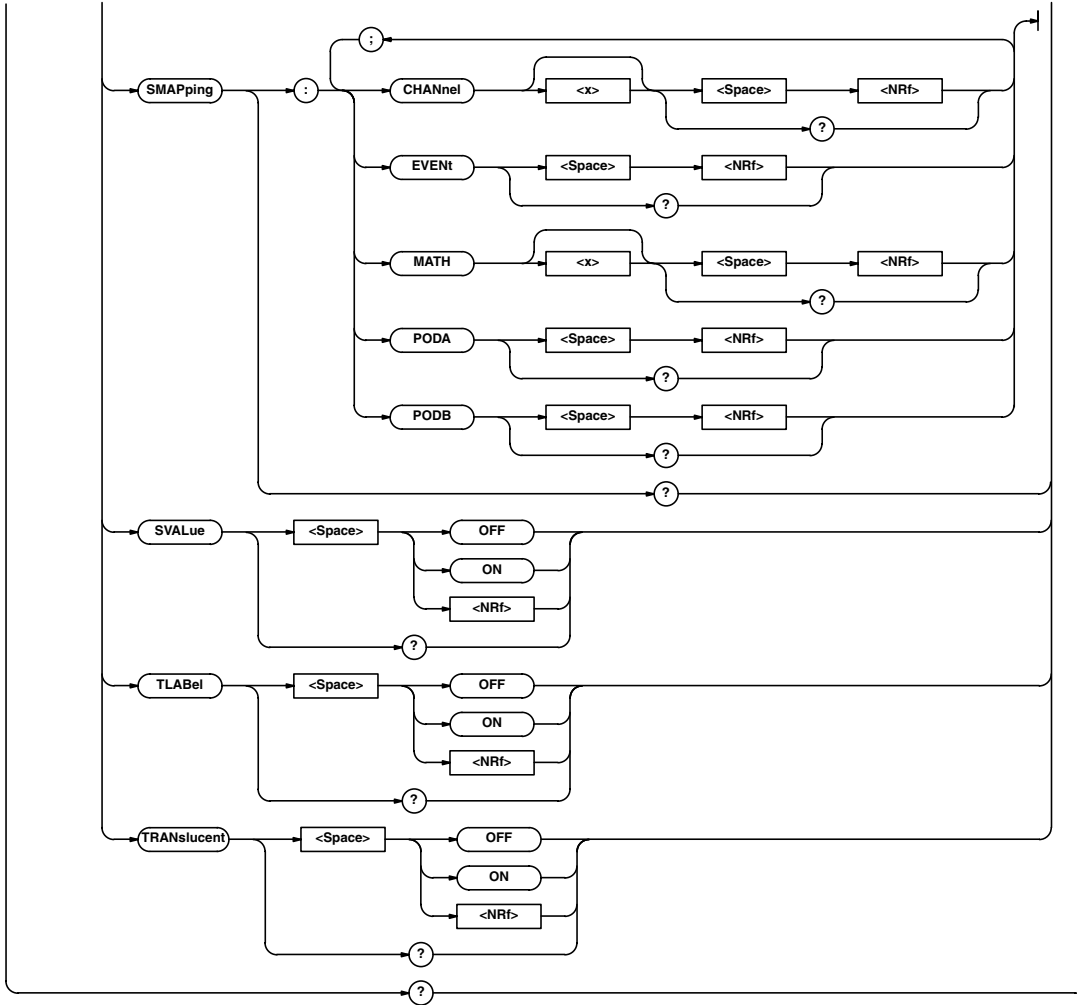 ;
SMAPping : CHANnel <x> <Space> <NRf>
?
EVENt <Space> <NRf>
?
MATH <x> <Space> <NRf>
?
PODA <Space> <NRf>
?
PODB <Space> <NRf>
?
?
SVALue <Space> OFF
ON
<NRf>
?
TLABel <Space> OFF
ON
<NRf>
?
TRANslucent <Space> OFF
ON
<NRf>
?
?